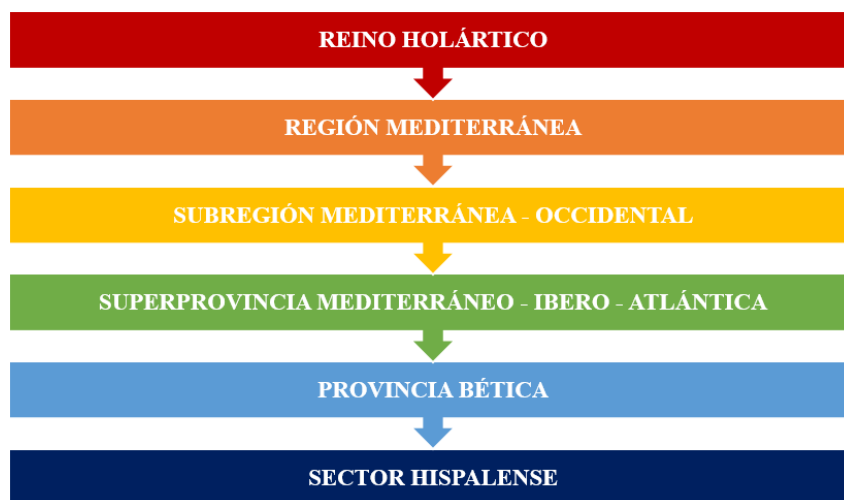 REINO HOLÁRTICO
REGIÓN MEDITERRÁNEA
SUBREGIÓN MEDITERRÁNEA - OCCIDENTAL
SUPERPROVINCIA MEDITERRÁNEO - IBERO - ATLÁNTICA
PROVINCIA BÉTICA
SECTOR HISPALENSE